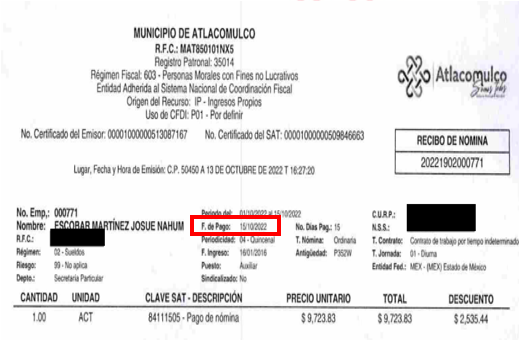 MUNICIPIO DE ATLACOMULCO
R.F.C.: MAT850101NX5
Registro Patronal: 35014
Régimen Fiscal: 603 - Personas Morales con Fines no Lucrativos
Entidad Adherida al Sistema Nacional de Coordinación Fiscal
Origen del Recurso: IP - Ingresos Propios
Uso de CFDI: P01 - Por definir
Atlacomulco
No. Certificado del Emisor: 00001000000513087167 No. Certificado del SAT: 00001000000509846663
RECIBO DE NOMINA
20221902000771
Lugar, Fecha y Hora de Emisión: C.P. 50450 A 13 DE OCTUBRE DE 2022 T 16:27:20
No. Emp,: 000771 Periodo del: 01/10/2022 al 15/10/2022 C.U.R.P.:
Nombre: ESCOBAR MARTÍNEZ JOSUE NAHUM F. de Pago: 15/10/2022 No. Dias Pag.: 15 N.S.S.:
R.F.C.: Periodicidad: 04 - Quincenal T. Nómina: Ordinaria T. Contrato: Contrato de trabajo por tiempo indeterminado
Régimen: 02 - Sueldos F. Ingreso: 16/01/2016 Antigüedad: P352W T. Jornada: 01 - Diurna
Riesgo: 99 - No aplica Puesto: Auxiliar Entidad Fed.: MEX - (MEX) Estado de México
Depto.: Secretaria Particular Sindicalizado: No
CANTIDAD UNIDAD CLAVE SAT - DESCRIPCIÓN PRECIO UNITARIO TOTAL DESCUENTO
1.00 ACT 84111505 - Pago de nómina $ 9,723.83 $ 9,723.83 $ 2,535.44